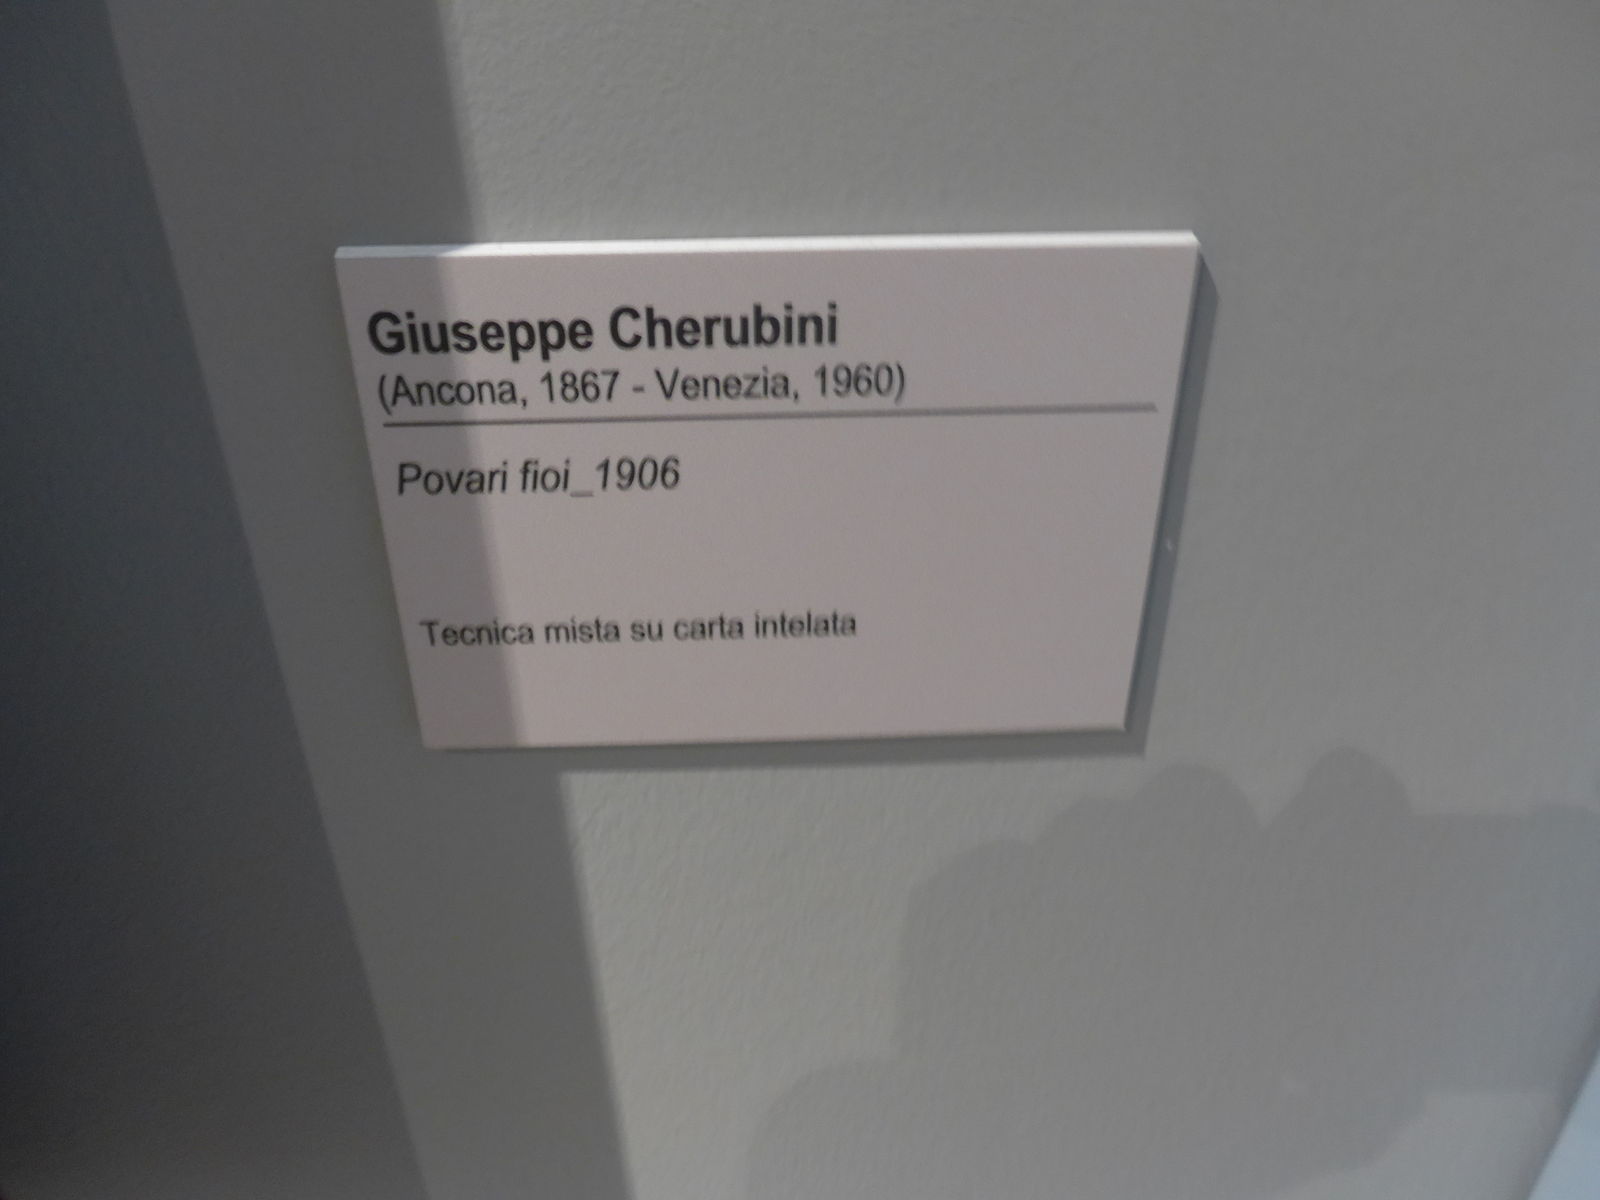 Giuseppe Cherubini
(Ancona, 1867 - Venezia, 1960)
Povari fioi_1906
Tecnica mista su carta intelata